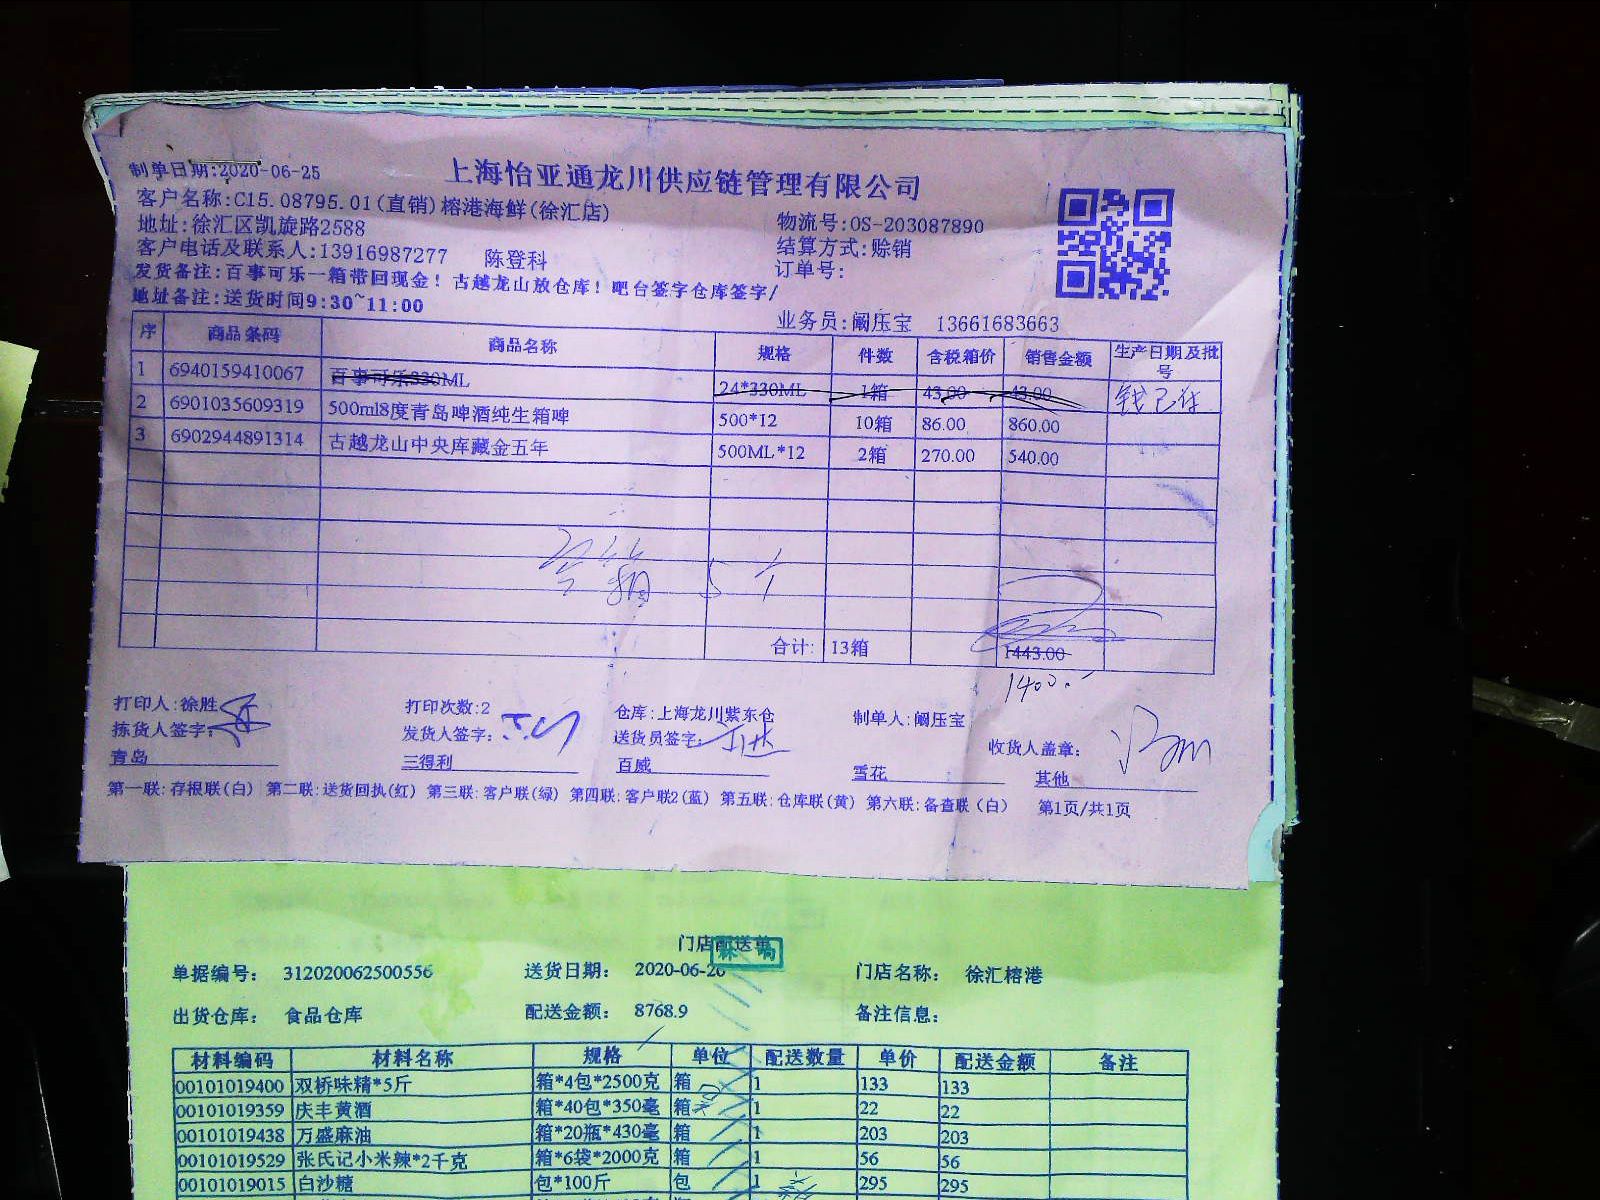 制单日期:2020-06-25
上海怡亚通龙川供应链管理有限公司
客户名称:C15.08795.01(直销)榕港海鲜(徐汇店)
物流号:OS-203087890
地址:徐汇区凯旋路2588
结算方式:赊销
客户电话及联系人:13916987277 陈登科
订单号:
发货备注:百事可乐一箱带回现金！古越龙山放仓库！吧台签字仓库签字/
地址备注:送货时间9:30~11:00
业务员:阚压宝 13661683663
序 商品条码 商品名称 规格 件数 含税箱价 销售金额 生产日期及批号
1 6940159410067 百事可乐330ML 24*330ML 1箱 43.00 43.00 钱已付
2 6901035609319 500ml8度青岛啤酒纯生箱啤 500*12 10箱 86.00 860.00
3 6902944891314 古越龙山中央库藏金五年 500ML*12 2箱 270.00 540.00
5个
合计: 13箱 1443.00
1400.
打印人:徐胜 打印次数:2 仓库:上海龙川紫东仓 制单人:阚压宝
拣货人签字: 发货人签字: 送货员签字: 收货人盖章:
青岛 三得利 百威 雪花 其他
第一联:存根联(白) 第二联:送货回执(红) 第三联:客户联(绿) 第四联:客户联2(蓝) 第五联:仓库联(黄) 第六联:备查联(白) 第1页/共1页
门店配送单
单据编号: 312020062500556 送货日期: 2020-06-26 门店名称: 徐汇榕港
出货仓库: 食品仓库 配送金额: 8768.9 备注信息:
材料编码 材料名称 规格 单位 配送数量 单价 配送金额 备注
00101019400 双桥味精*5斤 箱*4包*2500克 箱 1 133 133
00101019359 庆丰黄酒 箱*40包*350毫 箱 1 22 22
00101019438 万盛麻油 箱*20瓶*430毫 箱 1 203 203
00101019529 张氏记小米辣*2千克 箱*6袋*2000克 箱 1 56 56
00101019015 白沙糖 包*100斤 包 1 295 295